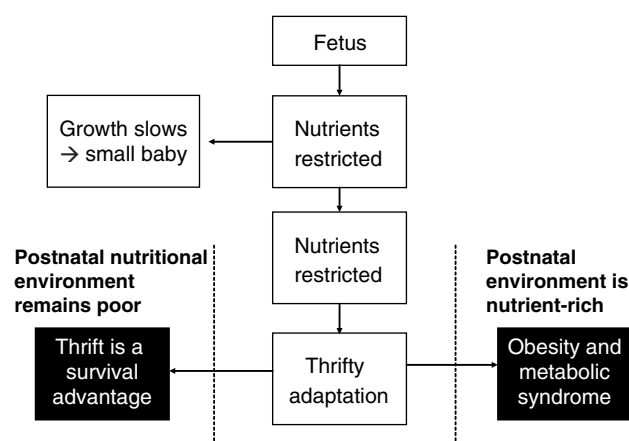 Fetus
Growth slows
→ small baby
Nutrients
restricted
Nutrients
restricted
Postnatal nutritional
environment
remains poor
Postnatal
environment is
nutrient-rich
Thrift is a
survival
advantage
Thrifty
adaptation
Obesity and
metabolic
syndrome